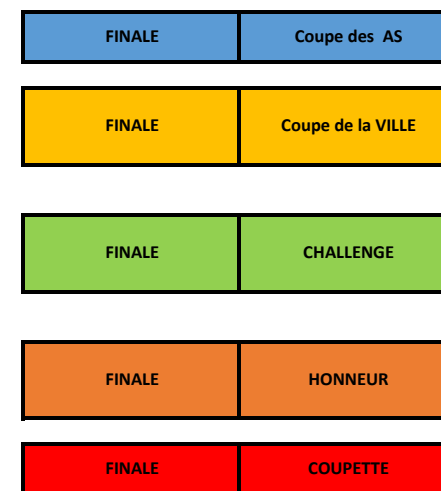 FINALE Coupe des AS
FINALE Coupe de la VILLE
FINALE CHALLENGE
FINALE HONNEUR
FINALE COUPETTE